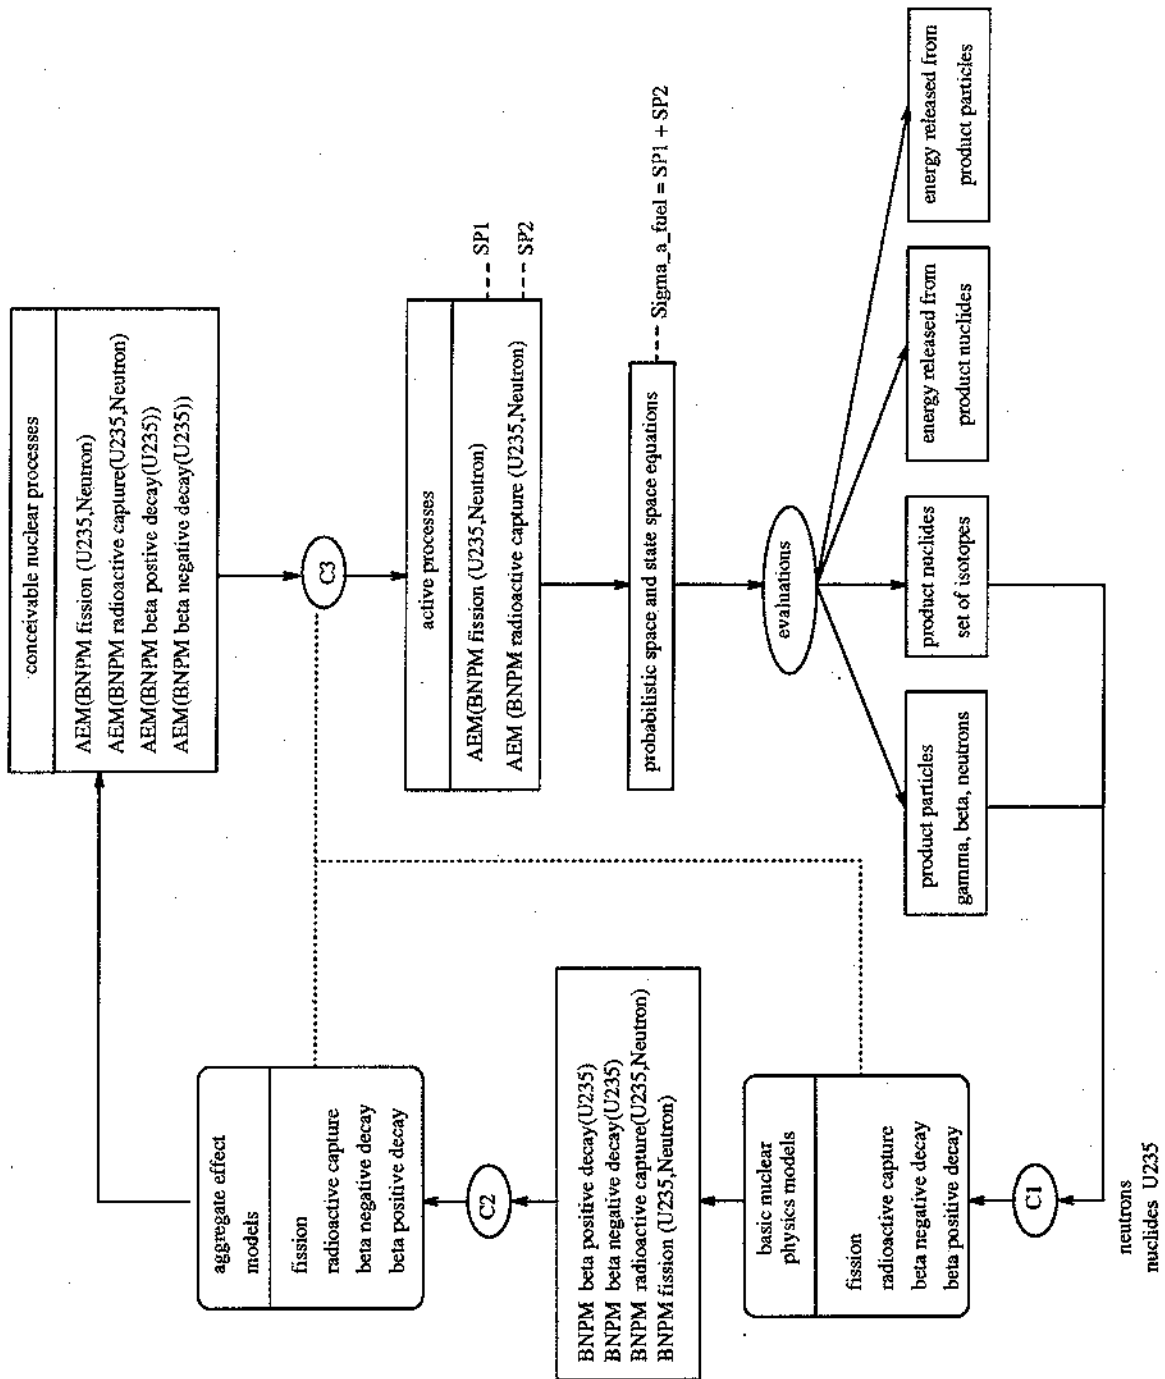 conceivable nuclear processes
AEM(BNPM fission (U235,Neutron)
AEM(BNPM radioactive capture(U235,Neutron)
AEM(BNPM beta postive decay(U235))
AEM(BNPM beta negative decay(U235))
C3
active processes
AEM(BNPM fission (U235,Neutron)
AEM (BNPM radioactive capture (U235,Neutron)
SP1
SP2
probabilistic space and state space equations
Sigma_a_fuel = SP1 + SP2
evaluations
product particles
gamma, beta, neutrons
product nuclides
set of isotopes
energy released from
product nuclides
energy released from
product particles
aggregate effect
models
fission
radioactive capture
beta negative decay
beta positive decay
C2
BNPM beta positive decay(U235)
BNPM beta negative decay(U235)
BNPM radioactive capture(U235,Neutron)
BNPM fission (U235,Neutron)
basic nuclear
physics models
fission
radioactive capture
beta negative decay
beta positive decay
C1
neutrons
nuclides U235